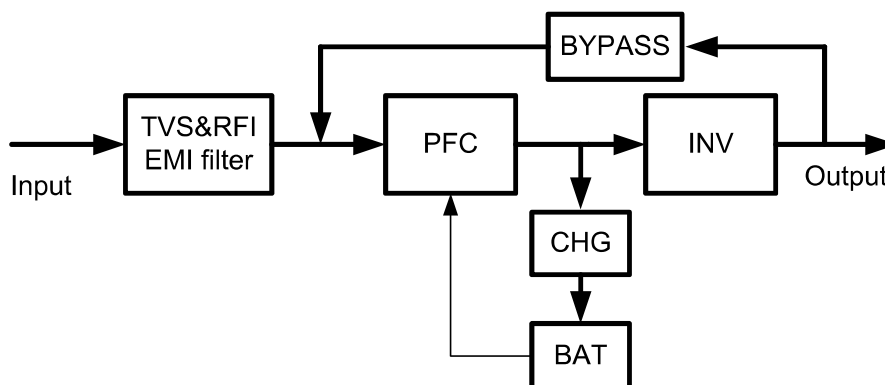 BYPASS
TVS&RFI
EMI filter
PFC
INV
Input
Output
CHG
BAT